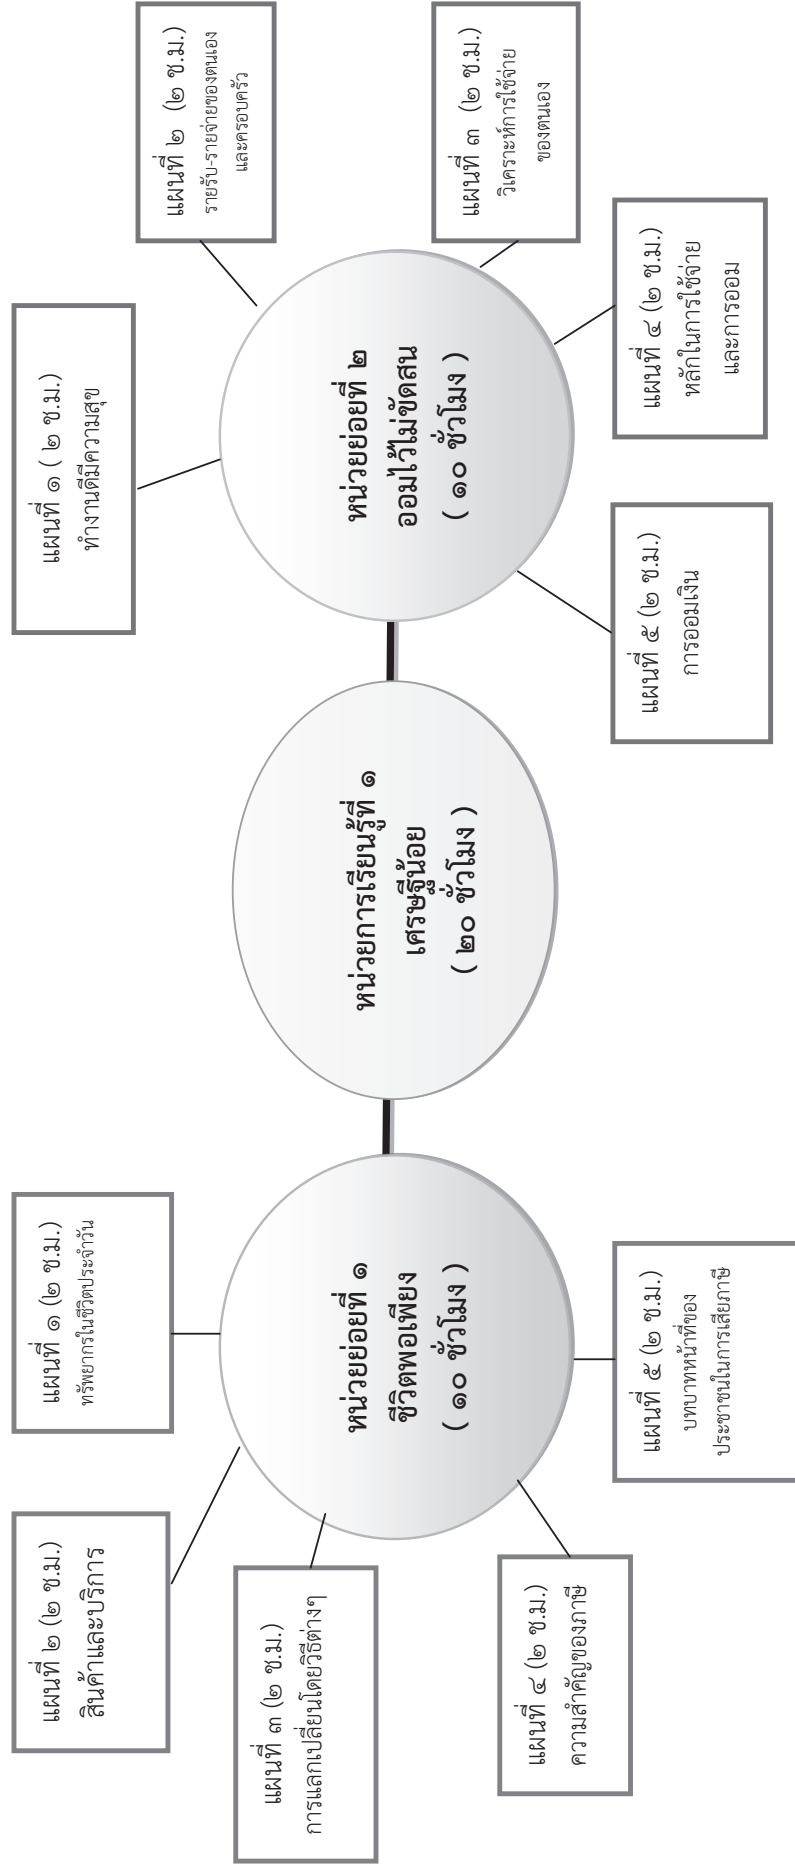 หน่วยการเรียนรู้ที่ ๑
เศรษฐีน้อย
( ๒๐ ชั่วโมง )
หน่วยย่อยที่ ๑
ชีวิตพอเพียง
( ๑๐ ชั่วโมง )
แผนที่ ๑ (๒ ช.ม.)
ทรัพยากรในชีวิตประจำวัน
แผนที่ ๒ (๒ ช.ม.)
สินค้าและบริการ
แผนที่ ๓ (๒ ช.ม.)
การแลกเปลี่ยนโดยวิธีต่างๆ
แผนที่ ๔ (๒ ช.ม.)
ความสำคัญของภาษี
แผนที่ ๕ (๒ ช.ม.)
บทบาทหน้าที่ของ
ประชาชนในการเสียภาษี
หน่วยย่อยที่ ๒
ออมไว้ไม่ขัดสน
( ๑๐ ชั่วโมง )
แผนที่ ๑ ( ๒ ช.ม.)
ทำงานดีมีความสุข
แผนที่ ๒ (๒ ช.ม.)
รายรับ-รายจ่ายของตนเอง
และครอบครัว
แผนที่ ๓ (๒ ช.ม.)
วิเคราะห์การใช้จ่าย
ของตนเอง
แผนที่ ๔ (๒ ช.ม.)
หลักในการใช้จ่าย
และการออม
แผนที่ ๕ (๒ ช.ม.)
การออมเงิน